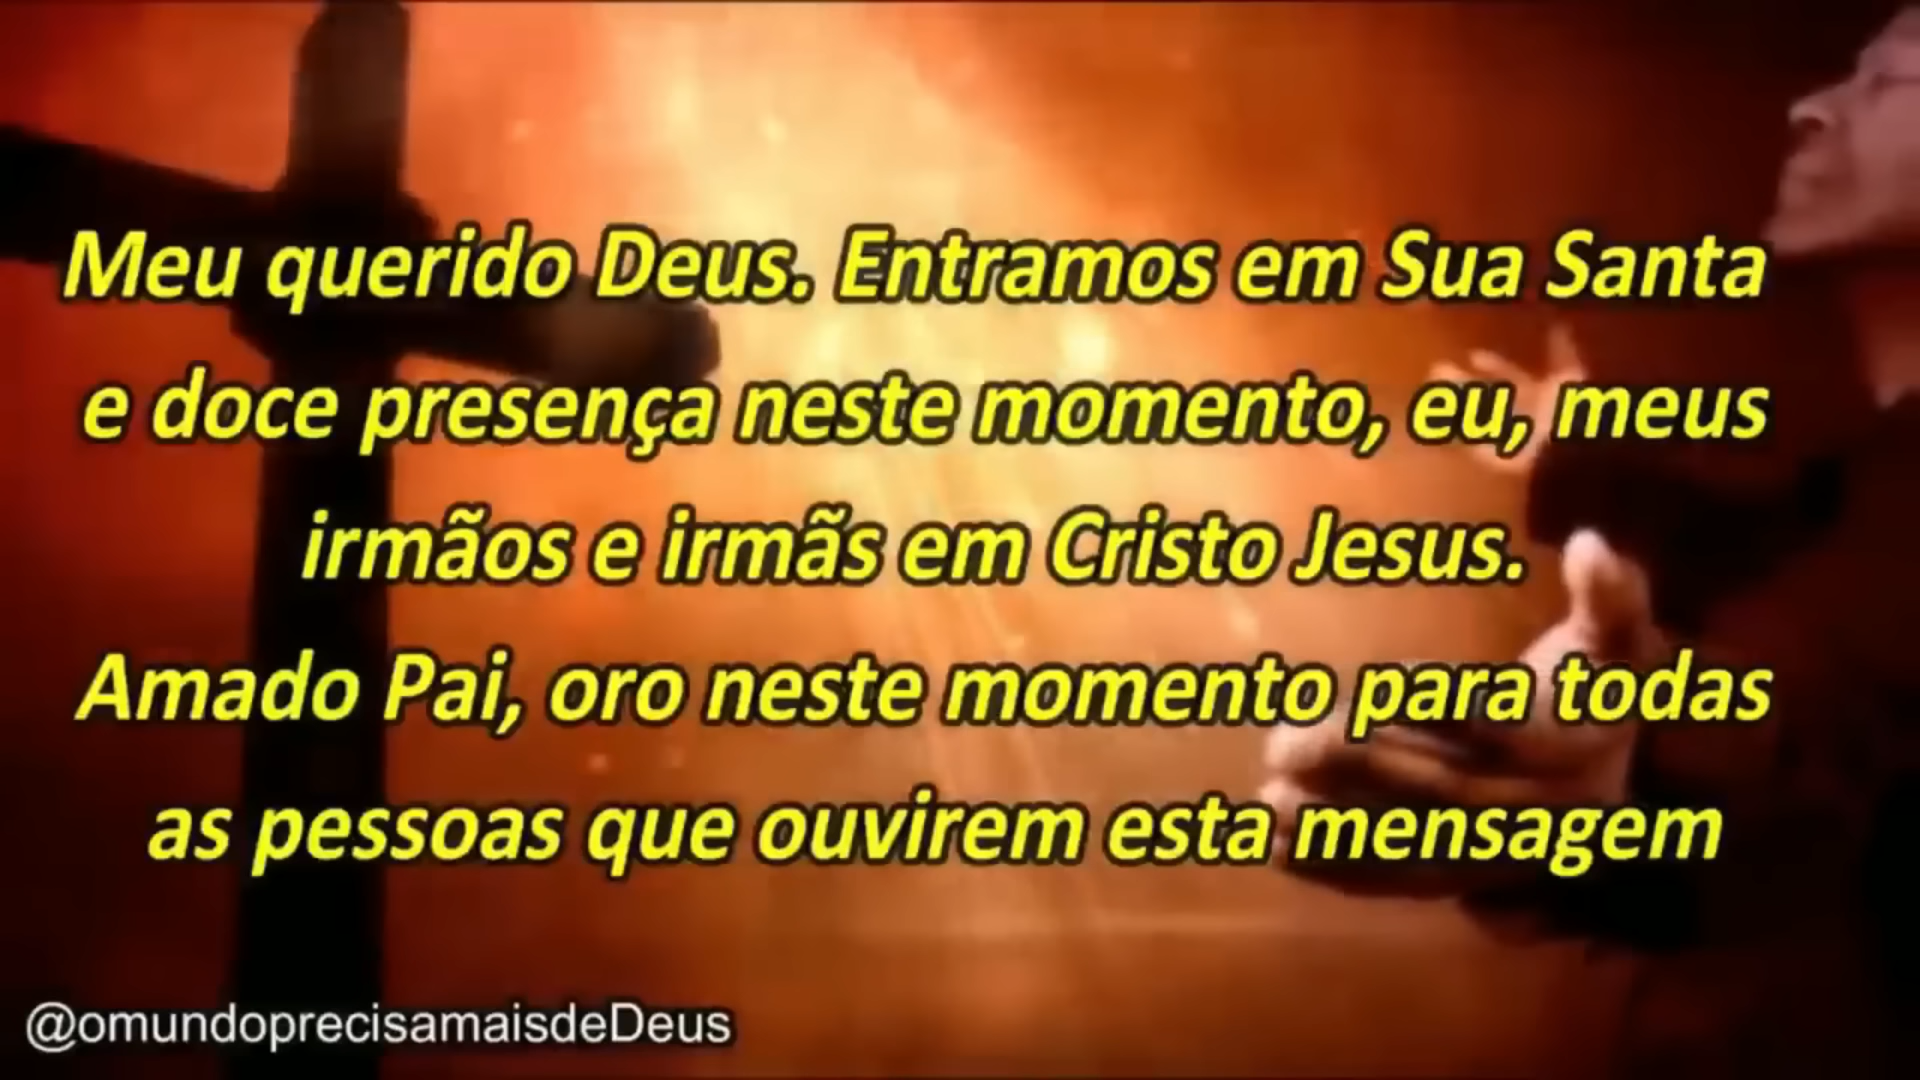 Meu querido Deus. Entramos em Sua Santa
e doce presença neste momento, eu, meus
irmãos e irmãs em Cristo Jesus.
Amado Pai, oro neste momento para todas
as pessoas que ouvirem esta mensagem
@omundoprecisamaisdeDeus